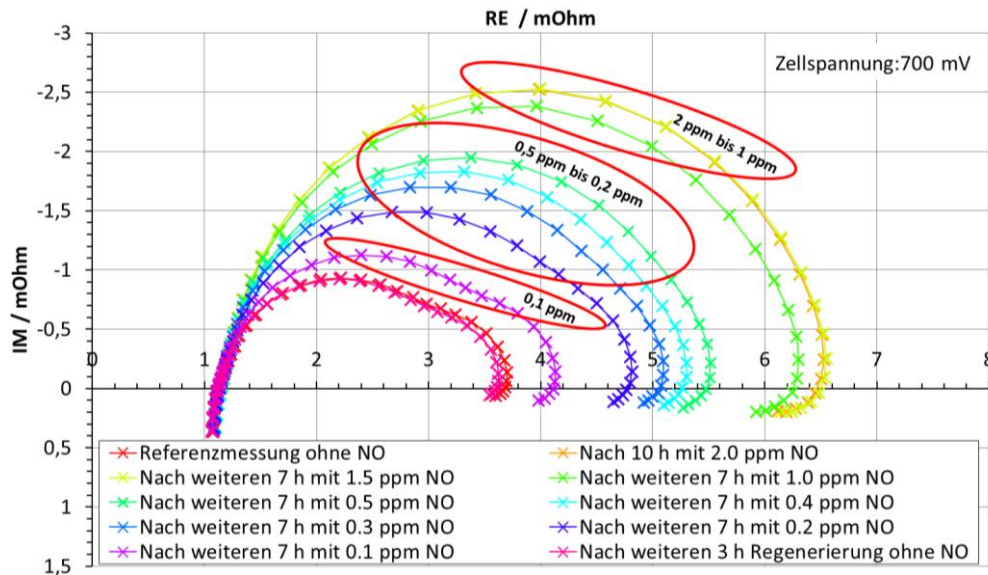 RE / mOhm
-3
Zellspannung:700 mV
-2,5
2 ppm bis 1 ppm
-2
0,5 ppm bis 0,2 ppm
-1,5
-1
0,1 ppm
-0,5
IM / mOhm
0 1 2 3 4 5 6 7 8
0
0,5
Referenzmessung ohne NO
Nach 10 h mit 2.0 ppm NO
Nach weiteren 7 h mit 1.5 ppm NO
Nach weiteren 7 h mit 1.0 ppm NO
Nach weiteren 7 h mit 0.5 ppm NO
Nach weiteren 7 h mit 0.4 ppm NO
Nach weiteren 7 h mit 0.3 ppm NO
Nach weiteren 7 h mit 0.2 ppm NO
Nach weiteren 7 h mit 0.1 ppm NO
Nach weiteren 3 h Regenerierung ohne NO
1
1,5